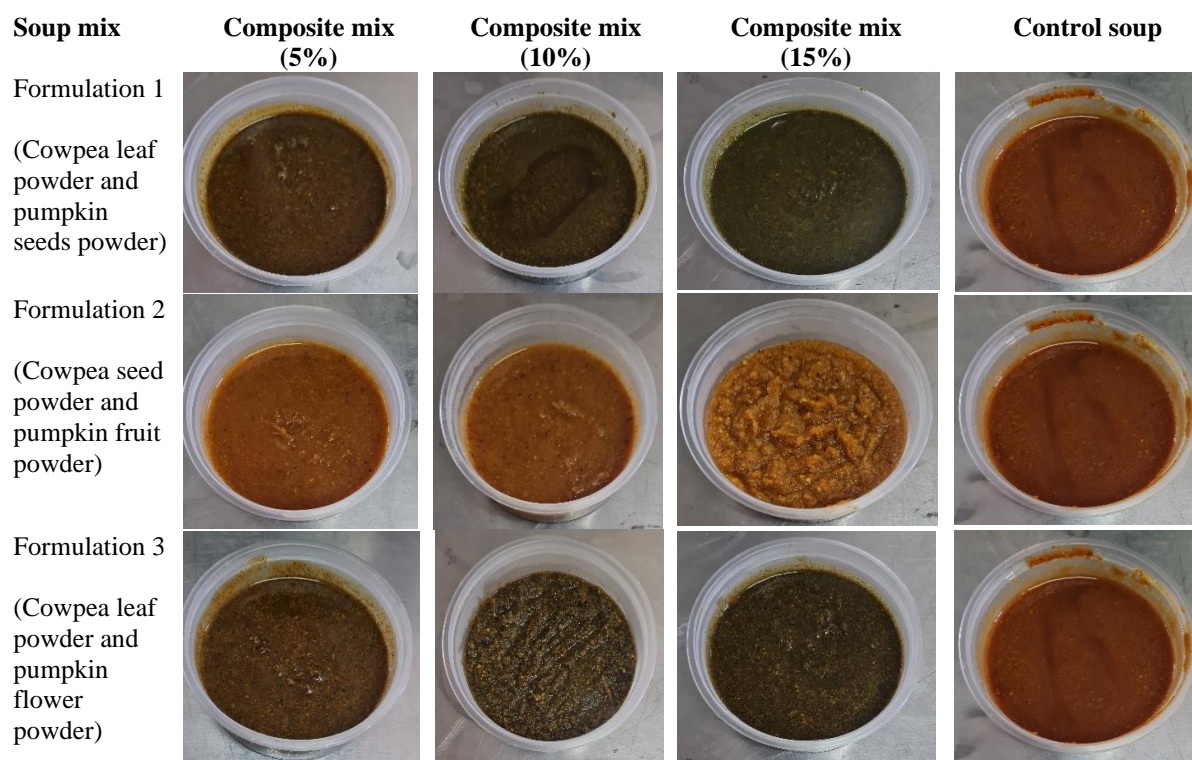 Soup mix Composite mix (5%) Composite mix (10%) Composite mix (15%) Control soup
Formulation 1
(Cowpea leaf
powder and
pumpkin
seeds powder)
Formulation 2
(Cowpea seed
powder and
pumpkin fruit
powder)
Formulation 3
(Cowpea leaf
powder and
pumpkin
flower
powder)